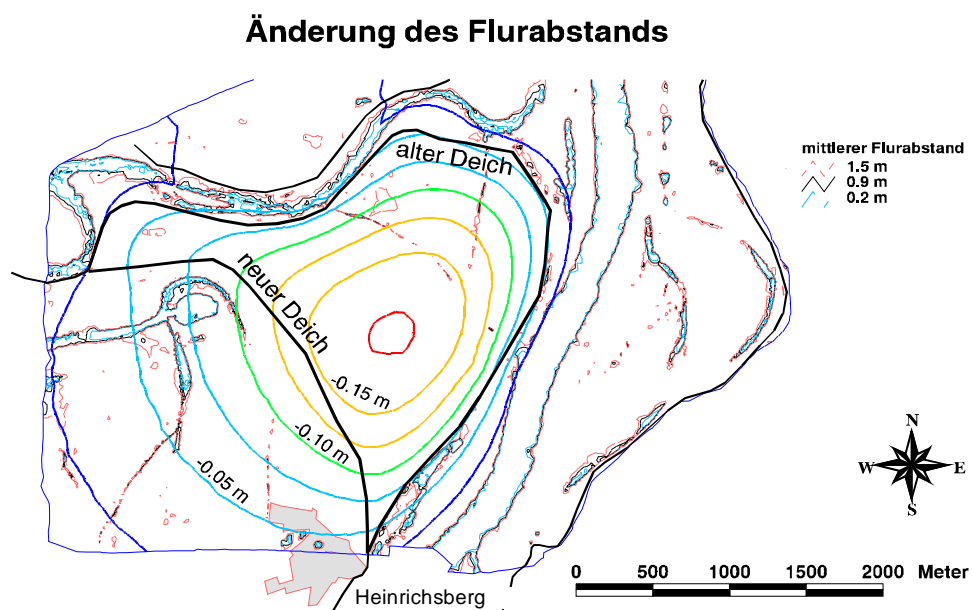 Änderung des Flurabstands
alter Deich
neuer Deich
-0.15 m
-0.10 m
-0.05 m
Heinrichsberg
mittlerer Flurabstand
1.5 m
0.9 m
0.2 m
N
W E
S
0 500 1000 1500 2000 Meter